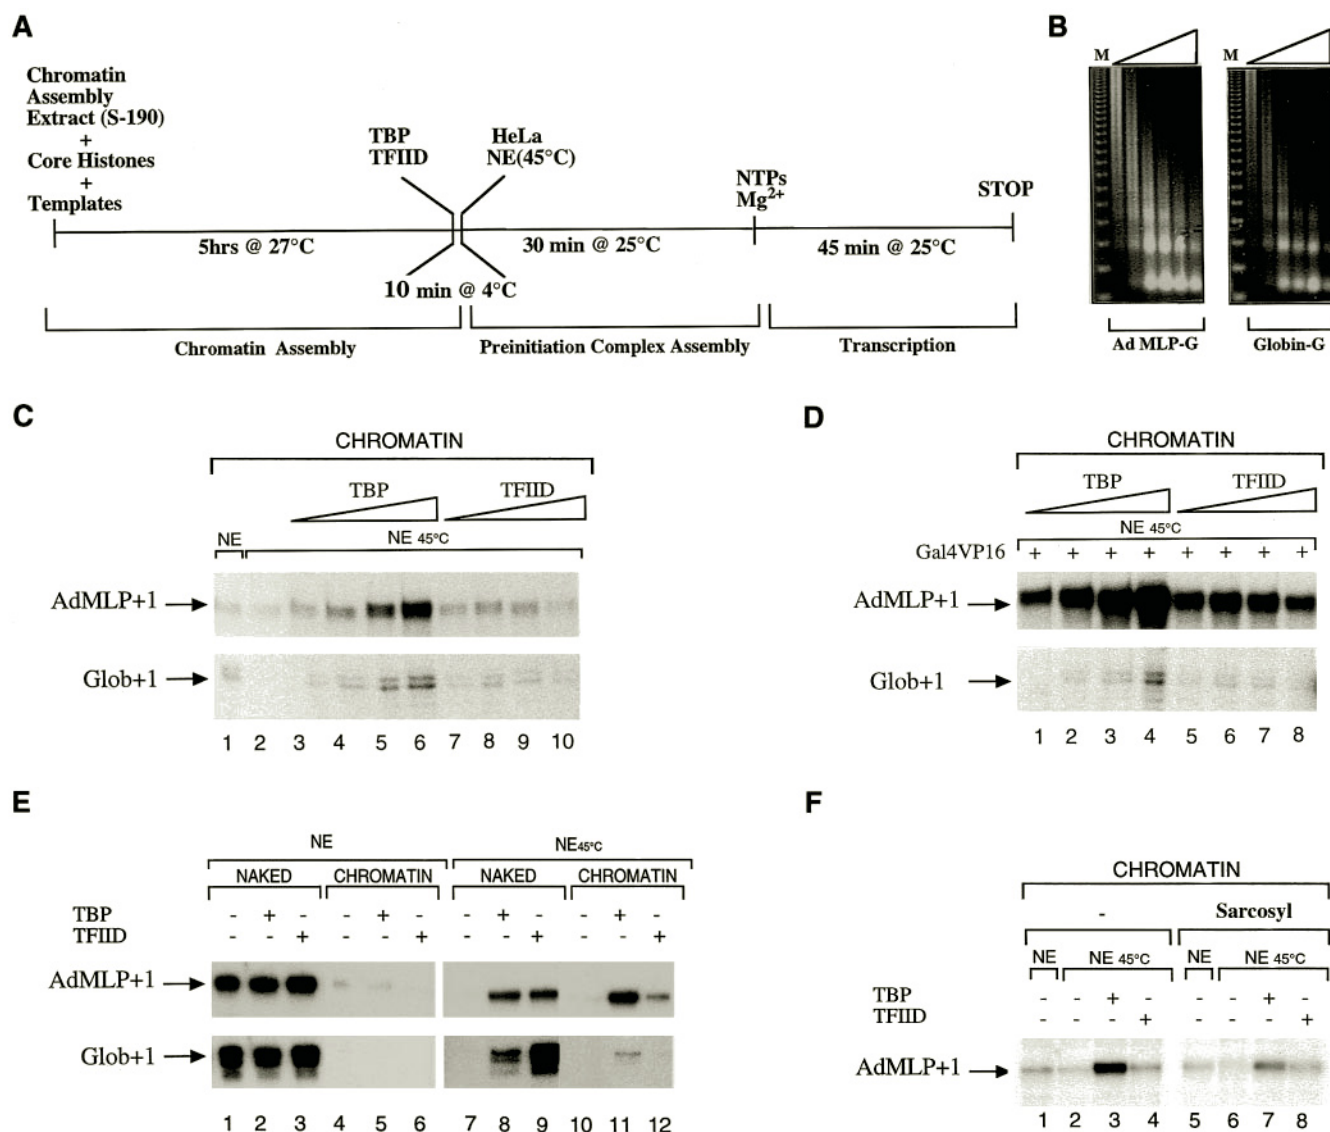 A
Chromatin
Assembly
Extract (S-190)
+
Core Histones
+
Templates
TBP
TFIID
HeLa
NE(45°C)
NTPs
Mg2+
STOP
5hrs @ 27°C
30 min @ 25°C
45 min @ 25°C
10 min @ 4°C
Chromatin Assembly
Preinitiation Complex Assembly
Transcription
B
M
M
Ad MLP-G
Globin-G
C
CHROMATIN
TBP
TFIID
NE
NE 45°C
AdMLP+1
Glob+1
1 2 3 4 5 6 7 8 9 10
D
CHROMATIN
TBP
TFIID
NE 45°C
Gal4VP16 + + + + + + + +
AdMLP+1
Glob+1
1 2 3 4 5 6 7 8
E
NE
NE45°C
NAKED CHROMATIN NAKED CHROMATIN
TBP - + - - + - - + - - + -
TFIID - - + - - + - - + - - +
AdMLP+1
Glob+1
1 2 3 4 5 6 7 8 9 10 11 12
F
CHROMATIN
- Sarcosyl
NE NE 45°C NE NE 45°C
TBP - - + - - - + -
TFIID - - - + - - - +
AdMLP+1
1 2 3 4 5 6 7 8